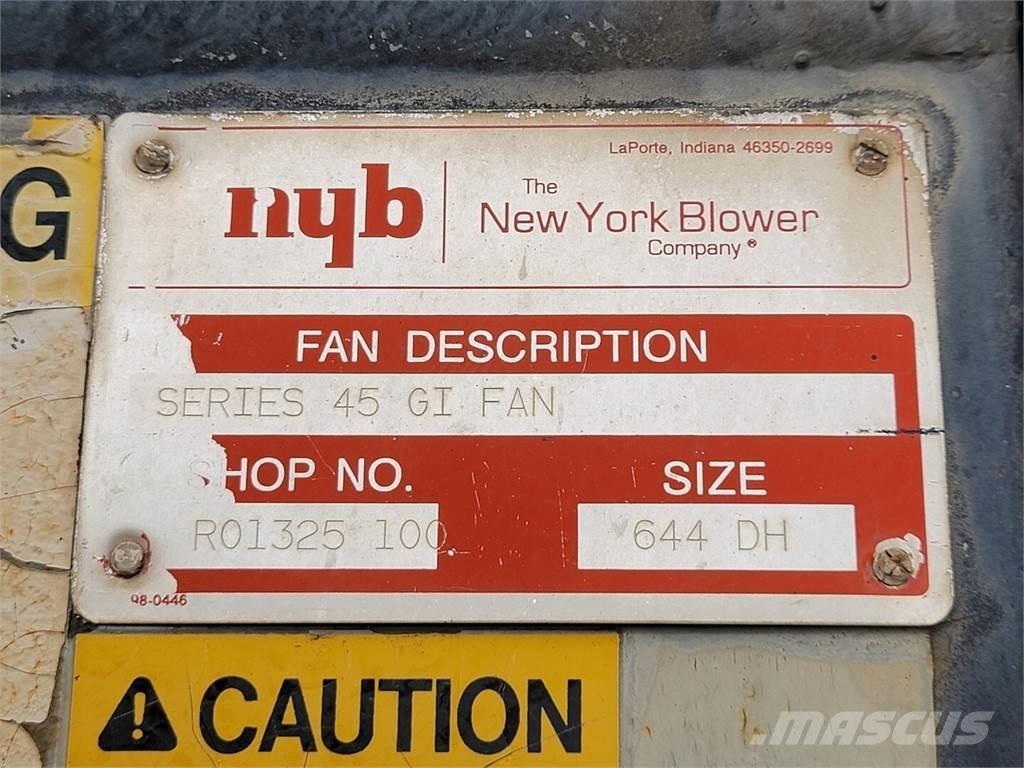 LaPorte, Indiana 46350-2699
nyb
The
New York Blower
Company®
G
FAN DESCRIPTION
SERIES 45 GI FAN
SHOP NO. SIZE
R01325 100 644 DH
98-0446
CAUTION
MASCUS